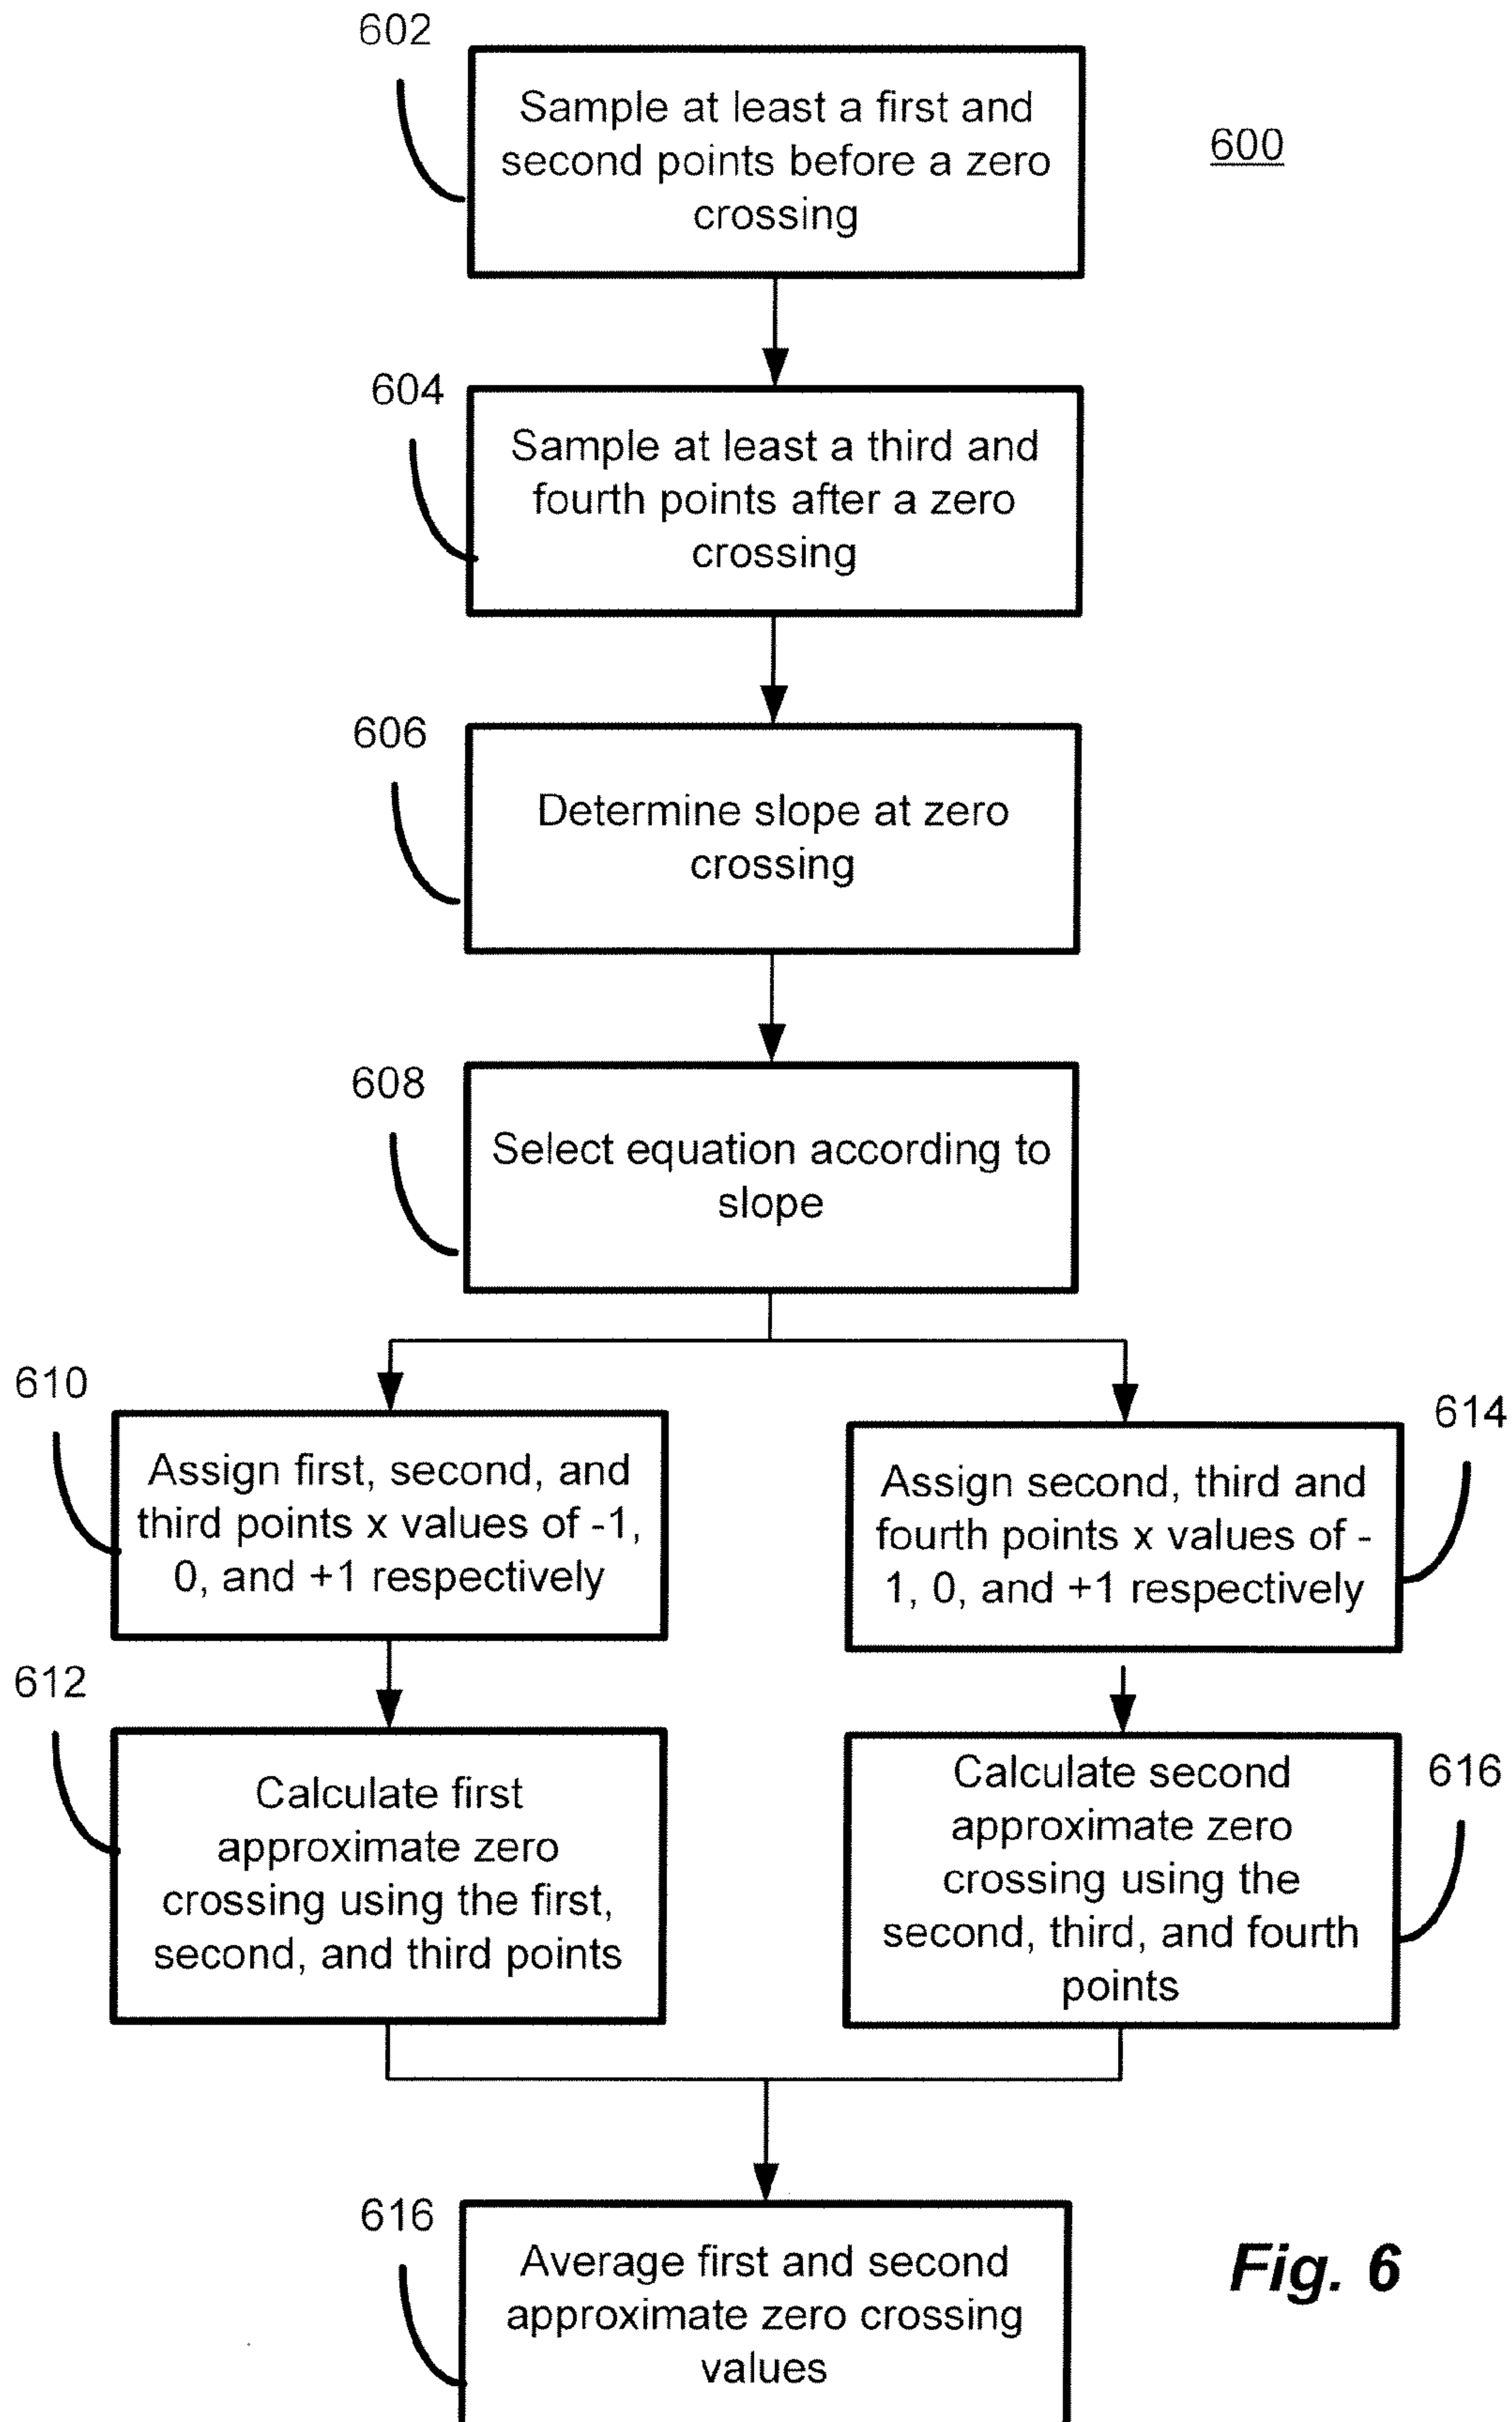 602
Sample at least a first and
second points before a zero
crossing
600
604
Sample at least a third and
fourth points after a zero
crossing
606
Determine slope at zero
crossing
608
Select equation according to
slope
610
Assign first, second, and
third points x values of -1,
0, and +1 respectively
614
Assign second, third and
fourth points x values of -
1, 0, and +1 respectively
612
Calculate first
approximate zero
crossing using the first,
second, and third points
616
Calculate second
approximate zero
crossing using the
second, third, and fourth
points
616
Average first and second
approximate zero crossing
values
Fig. 6